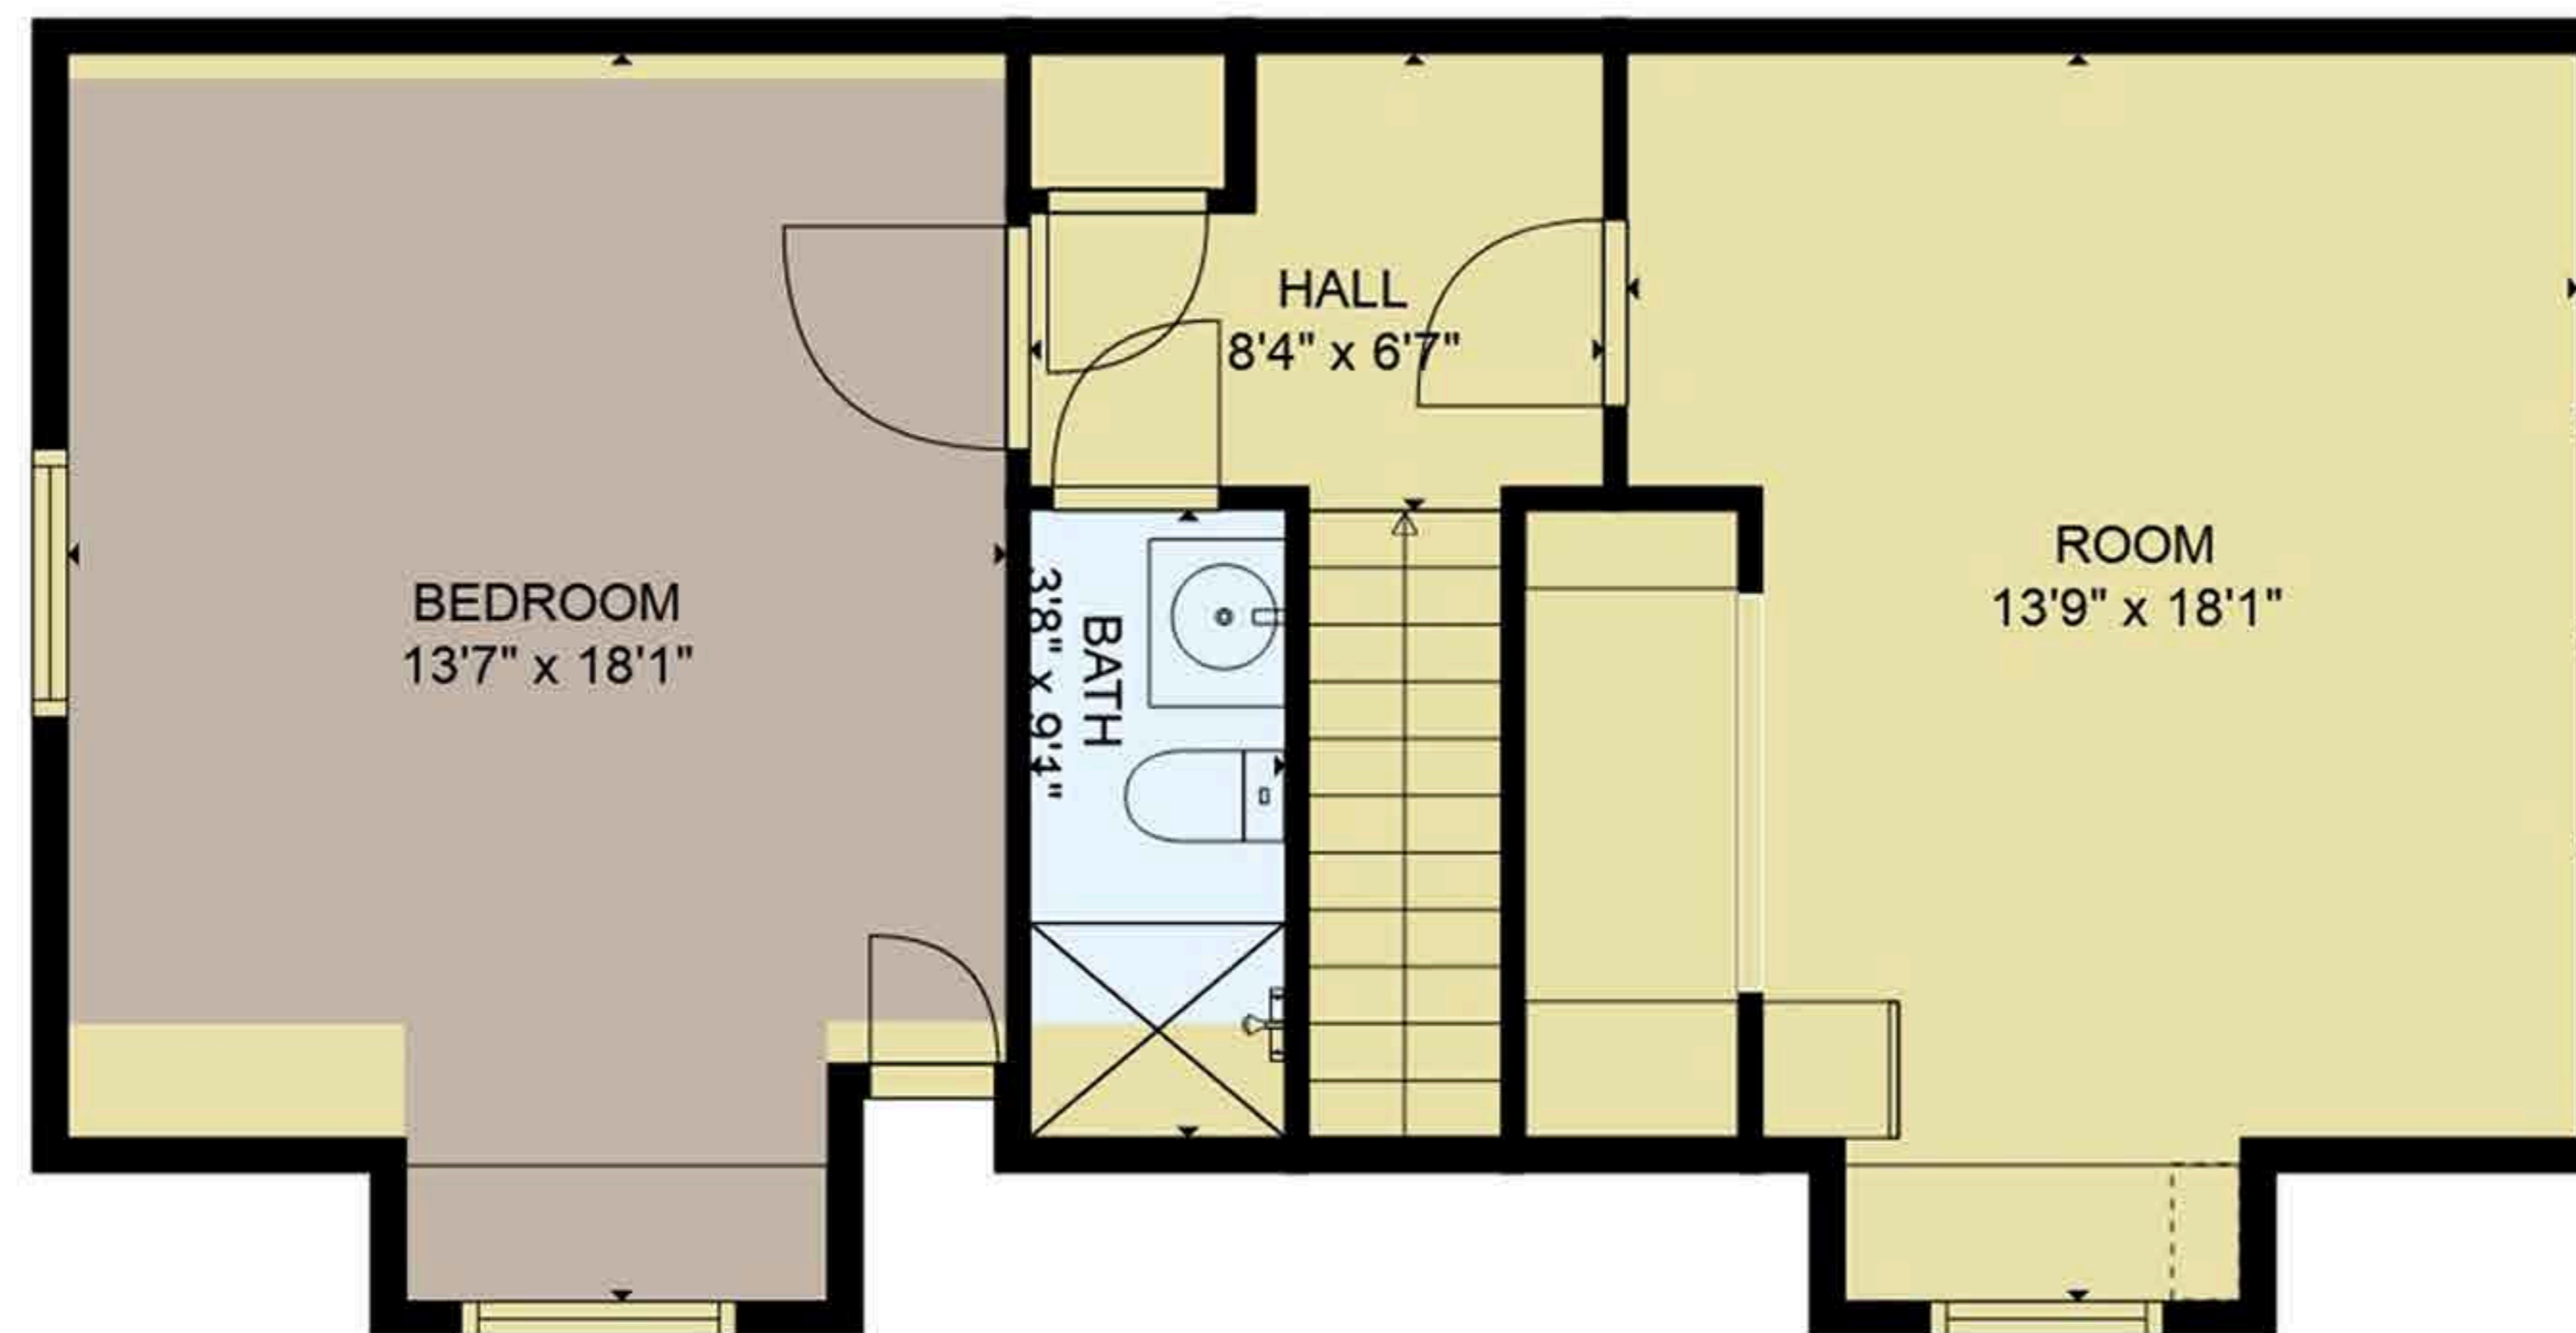 HALL
8'4" x 6'7"
BEDROOM
13'7" x 18'1"
BATH
3'8" x 9'1"
ROOM
13'9" x 18'1"